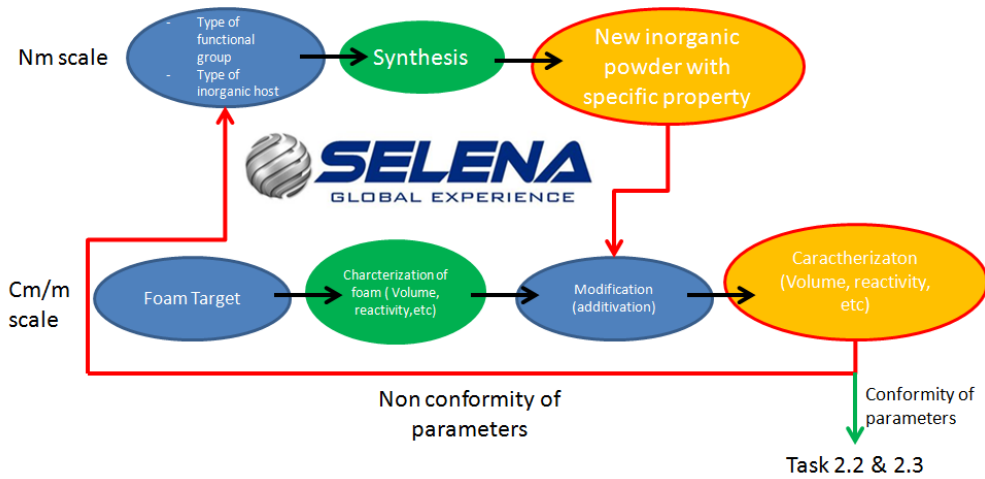 Nm scale
- Type of
functional
group
- Type of
inorganic host
Synthesis
New inorganic
powder with
specific property
SELENA
GLOBAL EXPERIENCE
Cm/m
scale
Foam Target
Charcterization of
foam ( Volume,
reactivity,etc)
Modification
(additivation)
Caractherizaton
(Volume, reactivity,
etc)
Non conformity of
parameters
Conformity of
parameters
Task 2.2 & 2.3